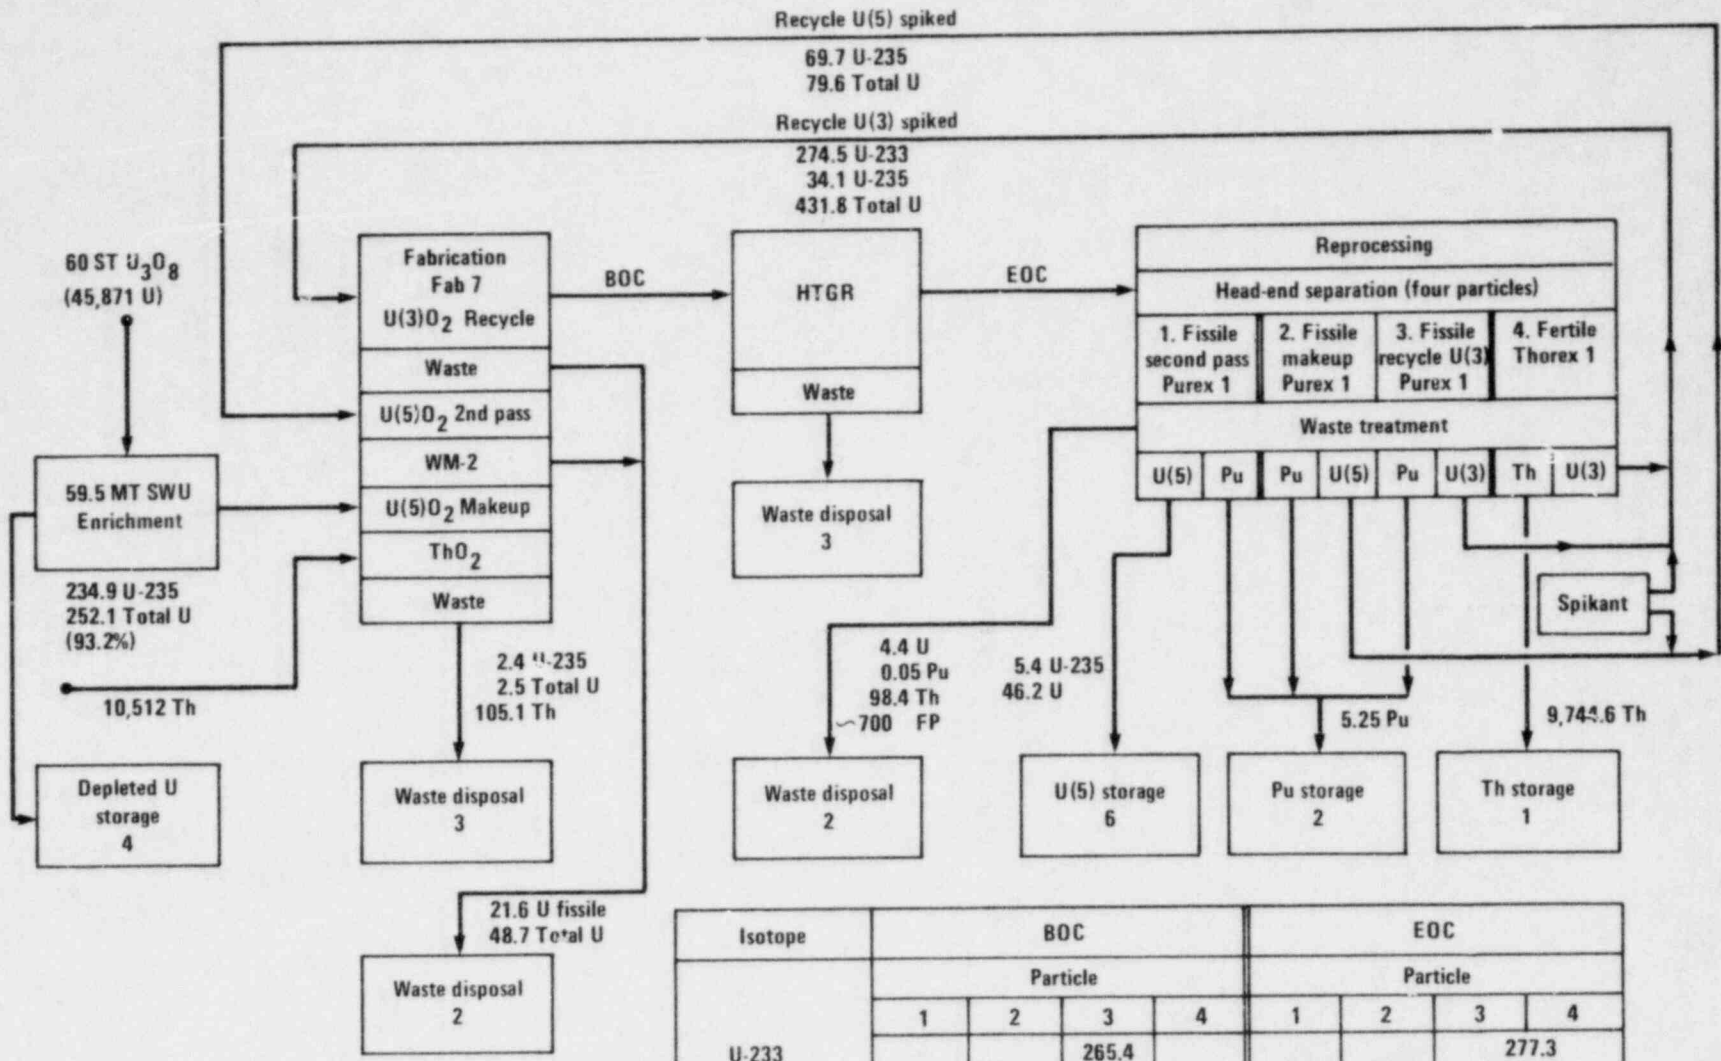 Recycle U(5) spiked
69.7 U-235
79.6 Total U
Recycle U(3) spiked
274.5 U-233
34.1 U-235
431.8 Total U
60 ST U3O8
(45,871 U)
59.5 MT SWU
Enrichment
234.9 U-235
252.1 Total U
(93.2%)
10,512 Th
Depleted U
storage
4
Fabrication
Fab 7
U(3)O2 Recycle
Waste
U(5)O2 2nd pass
WM-2
U(5)O2 Makeup
ThO2
Waste
2.4 U-235
2.5 Total U
105.1 Th
Waste disposal
3
21.6 U fissile
48.7 Total U
Waste disposal
2
BOC
HTGR
Waste
Waste disposal
3
EOC
Reprocessing
Head-end separation (four particles)
1. Fissile
second pass
Purex 1
2. Fissile
makeup
Purex 1
3. Fissile
recycle U(3)
Purex 1
4. Fertile
Thorex 1
Waste treatment
U(5) Pu Pu U(5) Pu U(3) Th U(3)
Spikant
4.4 U
0.05 Pu
98.4 Th
~700 FP
Waste disposal
2
5.4 U-235
46.2 U
U(5) storage
6
5.25 Pu
Pu storage
2
9,744.6 Th
Th storage
1
Isotope BOC EOC
Particle Particle
1 2 3 4 1 2 3 4
U-233 265.4 277.3